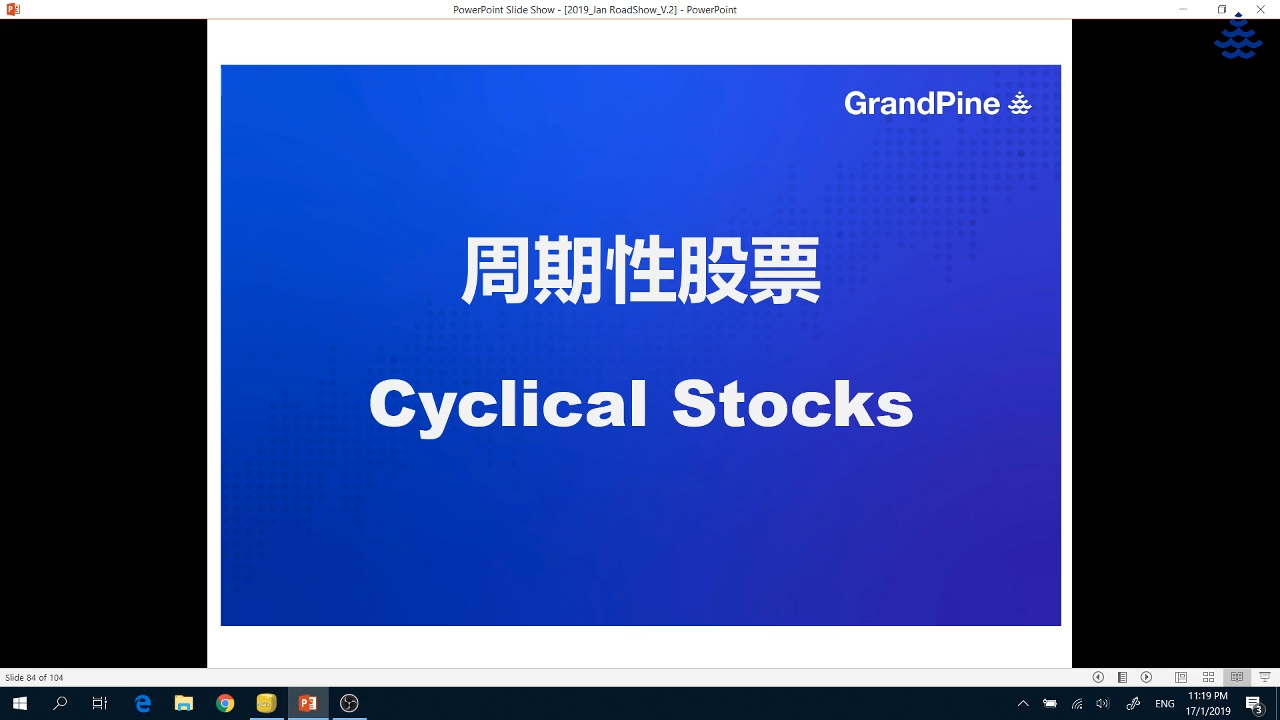 PowerPoint Slide Show - [2019_Jan RoadShow_V.2] - PowerPoint
GrandPine
周期性股票
Cyclical Stocks
Slide 84 of 104
ENG
11:19 PM
17/1/2019
3